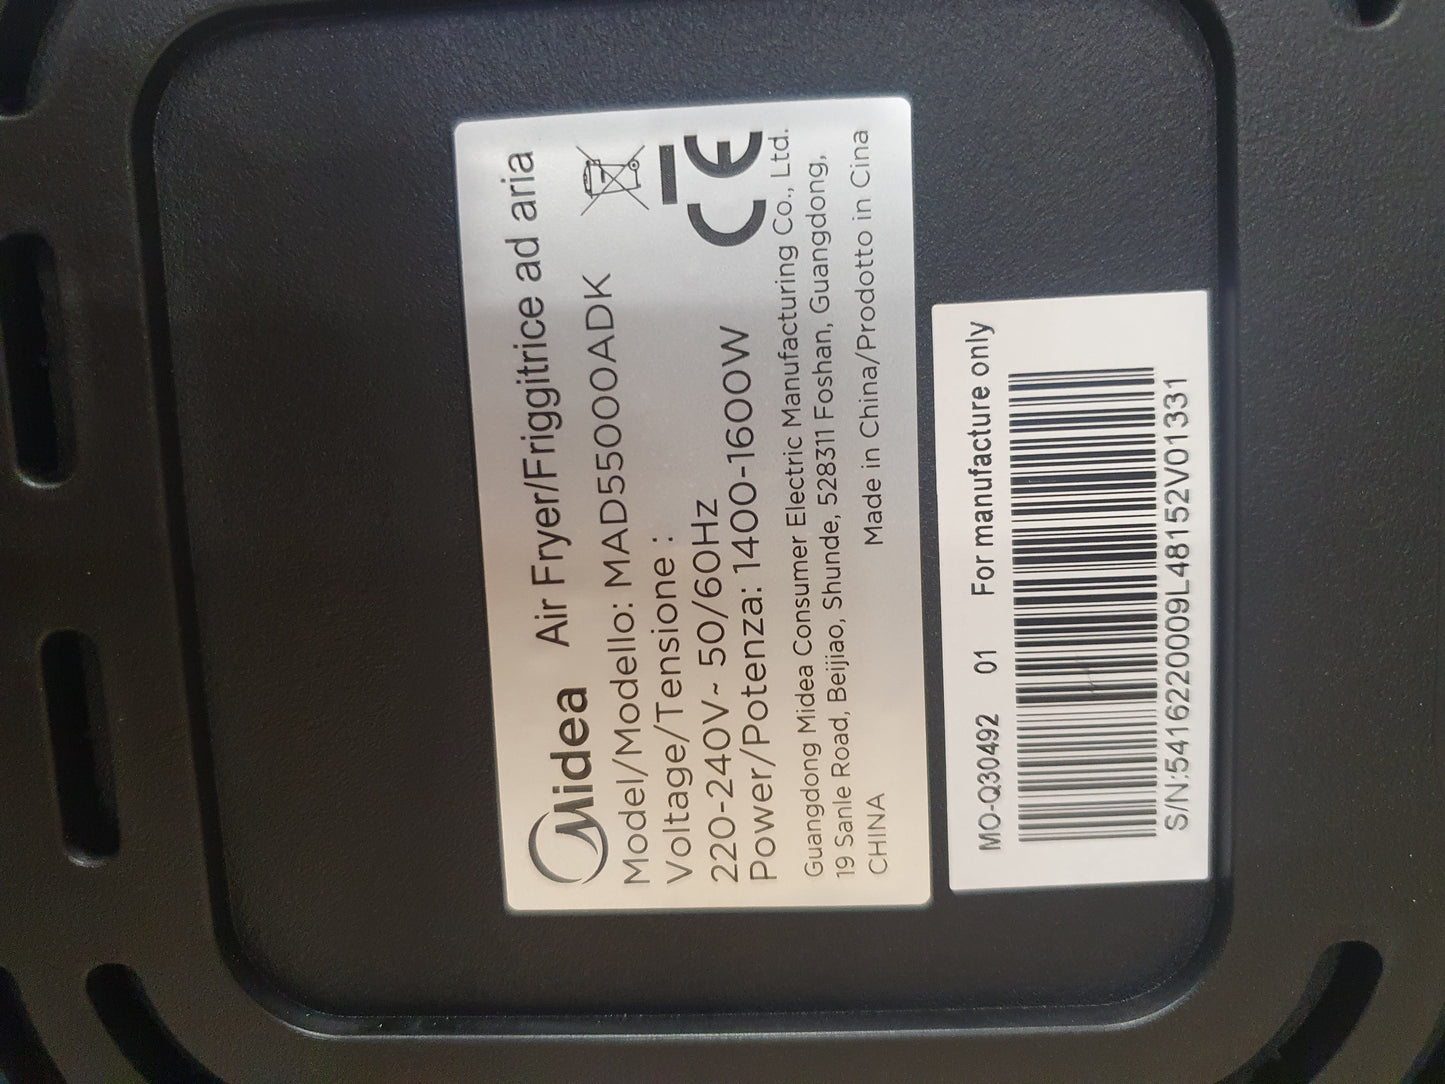 Midea Air Fryer/Friggitrice ad aria
Model/Modello: MAD55000ADK
Voltage/Tensione :
220-240V~ 50/60Hz
Power/Potenza: 1400-1600W
CE
Guangdong Midea Consumer Electric Manufacturing Co., Ltd.
19 Sanle Road, Beijiao, Shunde, 528311 Foshan, Guangdong,
CHINA Made in China/Prodotto in Cina
MO-Q30492 01 For manufacture only
S/N:5416220009L48152V01331